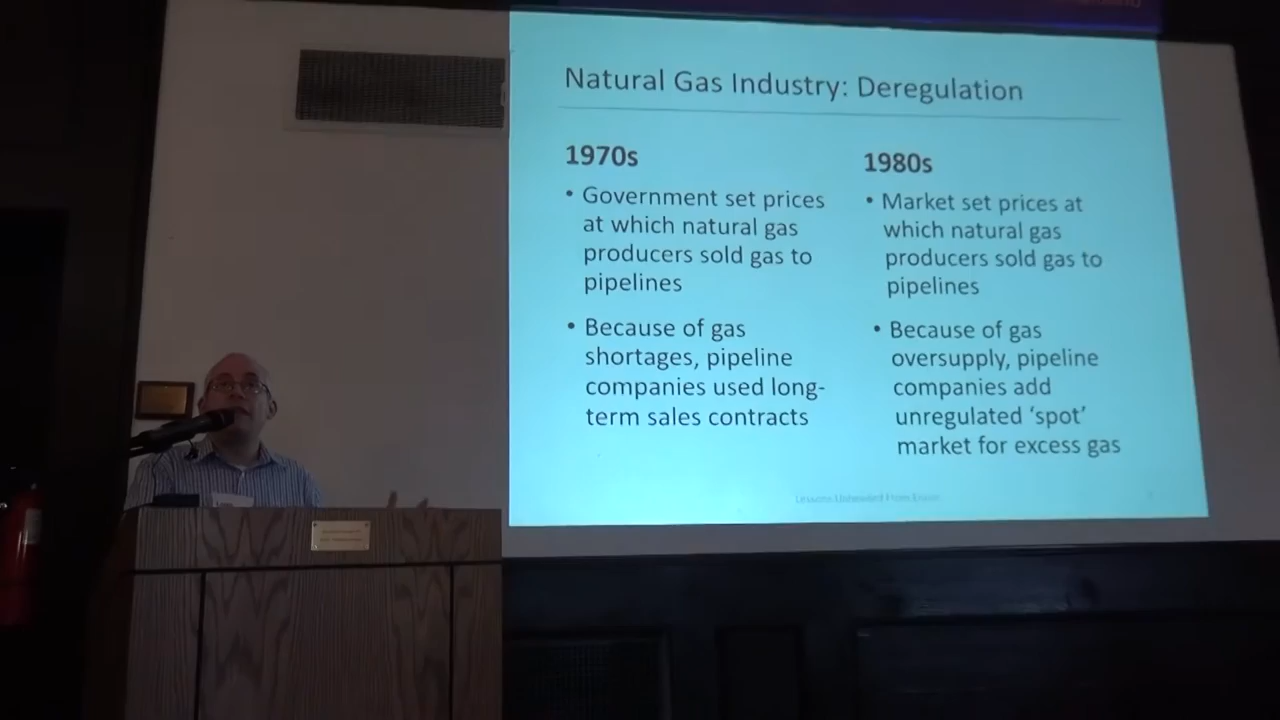 Natural Gas Industry: Deregulation
1970s
• Government set prices
at which natural gas
producers sold gas to
pipelines
• Because of gas
shortages, pipeline
companies used long-
term sales contracts
1980s
• Market set prices at
which natural gas
producers sold gas to
pipelines
• Because of gas
oversupply, pipeline
companies add
unregulated ‘spot’
market for excess gas